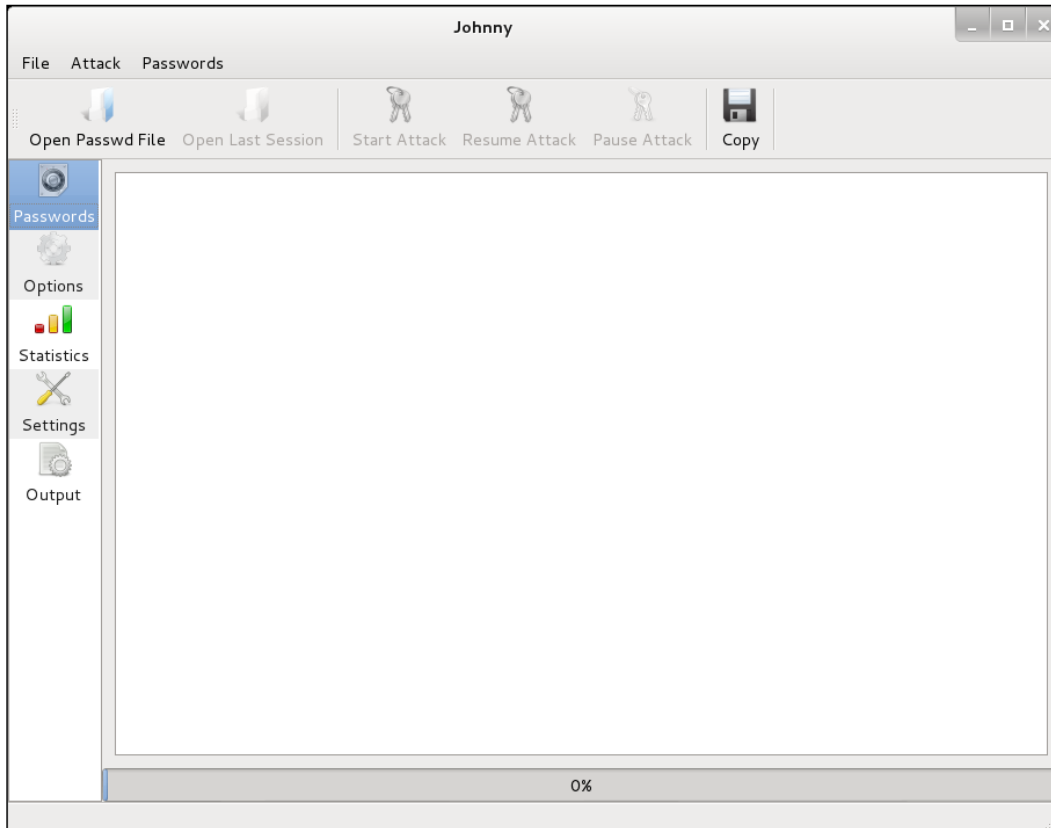 Johnny
File Attack Passwords
Open Passwd File Open Last Session Start Attack Resume Attack Pause Attack Copy
Passwords
Options
Statistics
Settings
Output
0%